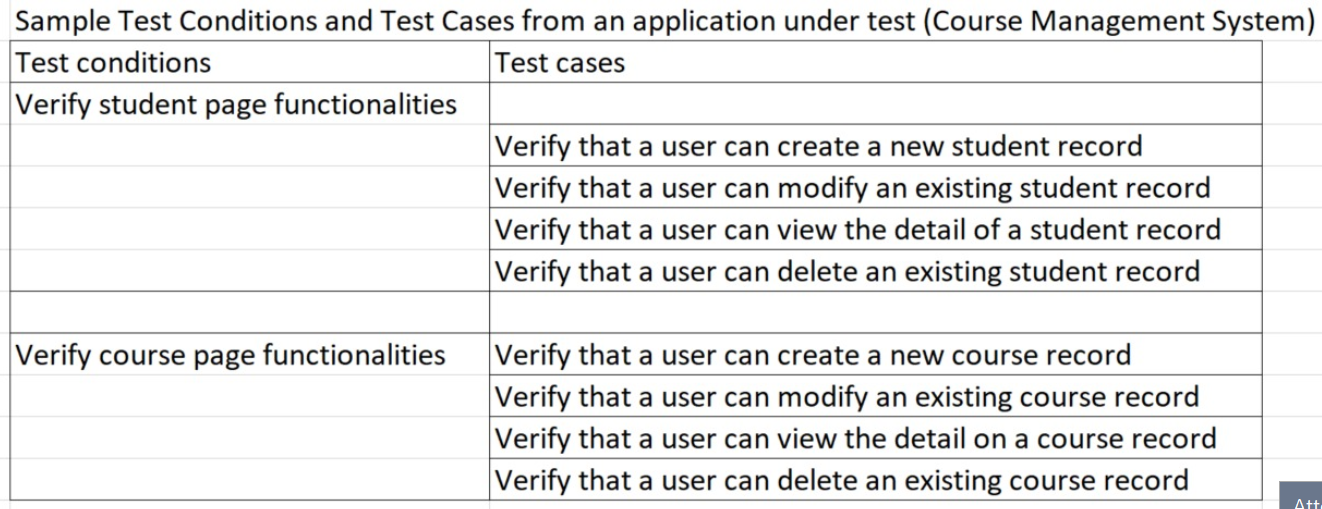 Sample Test Conditions and Test Cases from an application under test (Course Management System)
Test conditions Test cases
Verify student page functionalities
Verify that a user can create a new student record
Verify that a user can modify an existing student record
Verify that a user can view the detail of a student record
Verify that a user can delete an existing student record
Verify course page functionalities Verify that a user can create a new course record
Verify that a user can modify an existing course record
Verify that a user can view the detail on a course record
Verify that a user can delete an existing course record